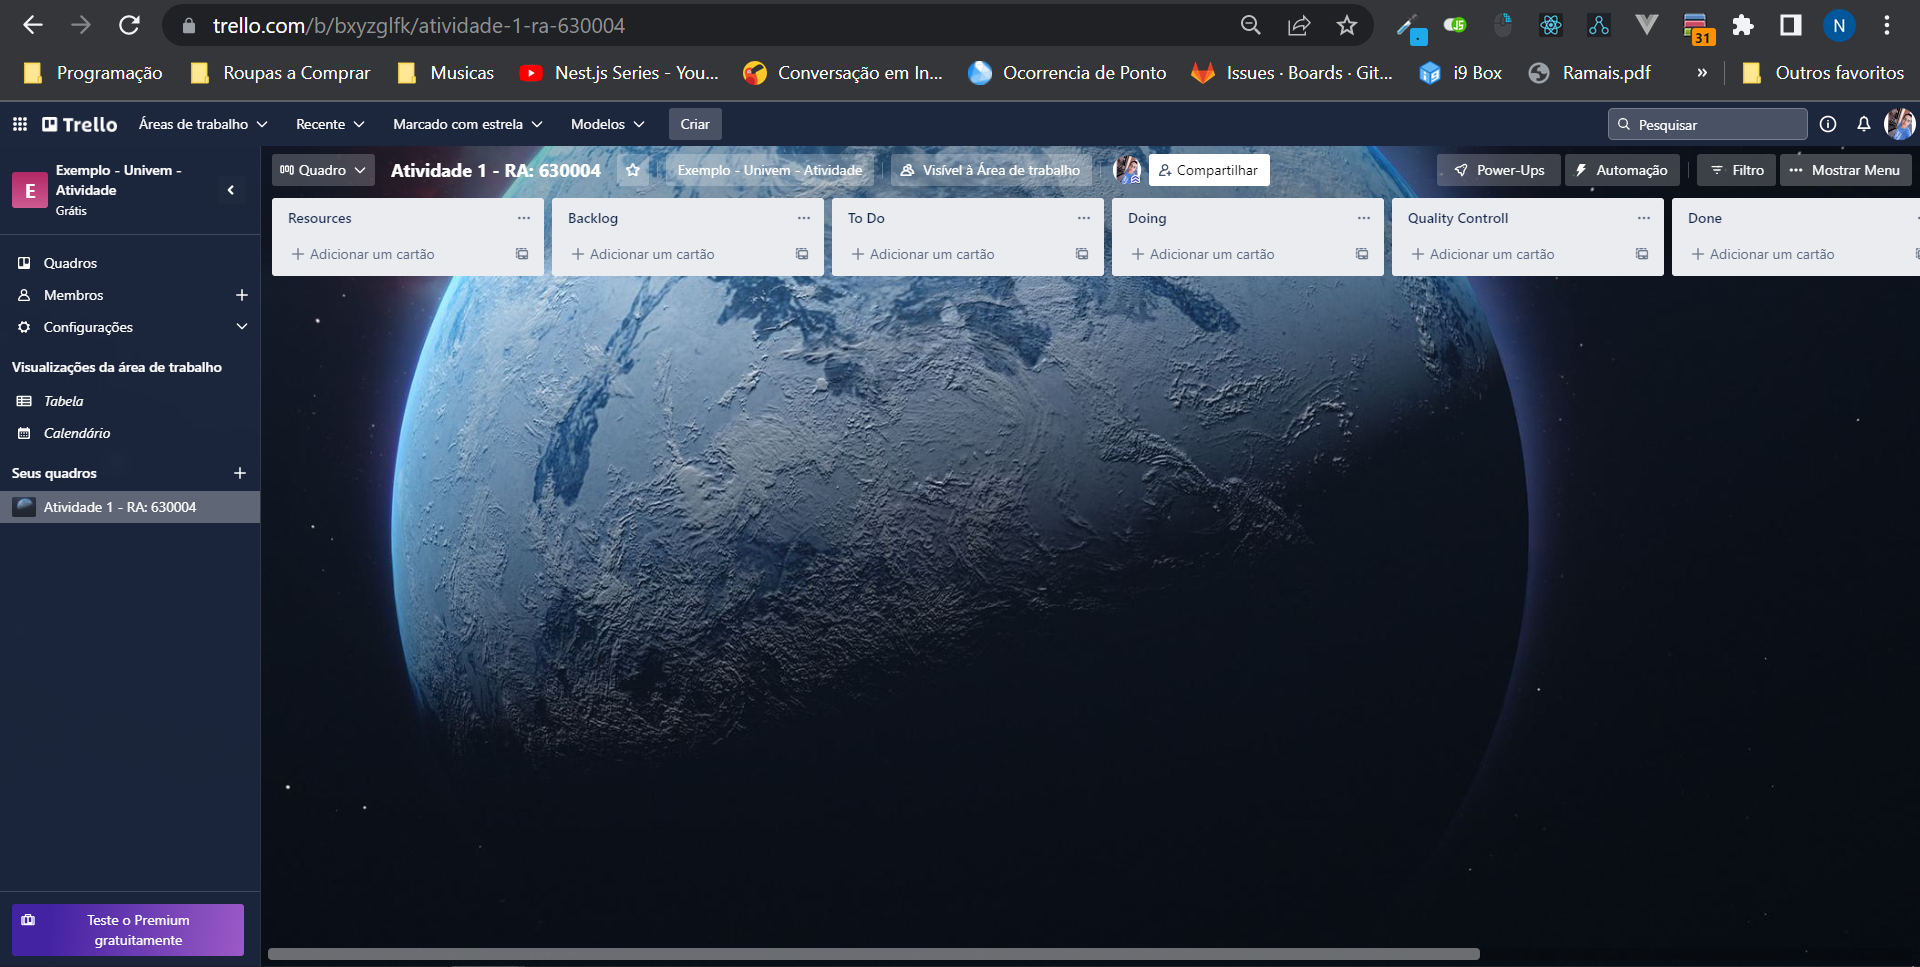 trello.com/b/bxyzglfk/atividade-1-ra-630004
JS
31
N
Programação
Roupas a Comprar
Musicas
Nest.js Series - You...
Conversação em In...
Ocorrencia de Ponto
Issues · Boards · Git...
i9 Box
Ramais.pdf
»
Outros favoritos
Trello
Áreas de trabalho
Recente
Marcado com estrela
Modelos
Criar
Pesquisar
E
Exemplo - Univem -
Atividade
Grátis
Quadro
Atividade 1 - RA: 630004
Exemplo - Univem - Atividade
Visível à Área de trabalho
Compartilhar
Power-Ups
Automação
Filtro
Mostrar Menu
Resources
Backlog
To Do
Doing
Quality Controll
Done
Adicionar um cartão
Adicionar um cartão
Adicionar um cartão
Adicionar um cartão
Adicionar um cartão
Adicionar um cartão
Quadros
Membros
Configurações
Visualizações da área de trabalho
Tabela
Calendário
Seus quadros
Atividade 1 - RA: 630004
Teste o Premium
gratuitamente